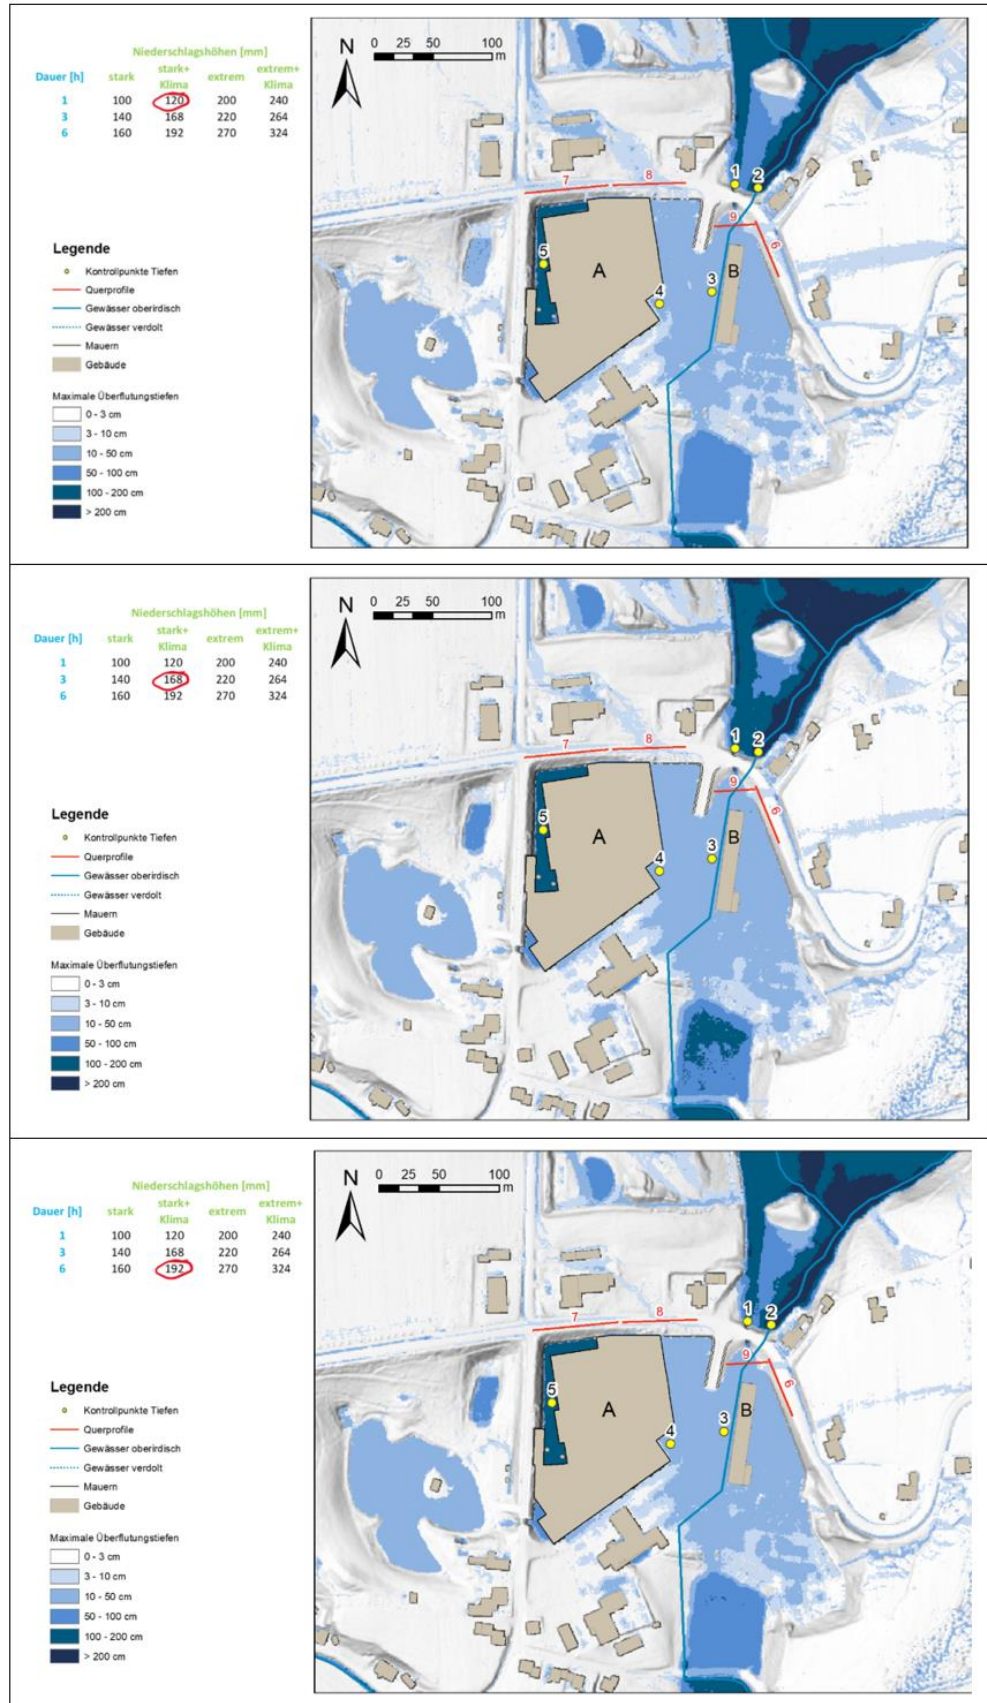 Niederschlagshöhen [mm]
Dauer [h] stark stark+ Klima extrem extrem+ Klima
1 100 120 200 240
3 140 168 220 264
6 160 192 270 324
Legende
Kontrollpunkte Tiefen
Querprofile
Gewässer oberirdisch
Gewässer verdolt
Mauern
Gebäude
Maximale Überflutungstiefen
0 - 3 cm
3 - 10 cm
10 - 50 cm
50 - 100 cm
100 - 200 cm
> 200 cm
N
0 25 50 100
m
1 2
7 8
9 6
5 A 4 3 B
Niederschlagshöhen [mm]
Dauer [h] stark stark+ Klima extrem extrem+ Klima
1 100 120 200 240
3 140 168 220 264
6 160 192 270 324
Legende
Kontrollpunkte Tiefen
Querprofile
Gewässer oberirdisch
Gewässer verdolt
Mauern
Gebäude
Maximale Überflutungstiefen
0 - 3 cm
3 - 10 cm
10 - 50 cm
50 - 100 cm
100 - 200 cm
> 200 cm
N
0 25 50 100
m
1 2
7 8
9 6
5 A 4 3 B
Niederschlagshöhen [mm]
Dauer [h] stark stark+ Klima extrem extrem+ Klima
1 100 120 200 240
3 140 168 220 264
6 160 192 270 324
Legende
Kontrollpunkte Tiefen
Querprofile
Gewässer oberirdisch
Gewässer verdolt
Mauern
Gebäude
Maximale Überflutungstiefen
0 - 3 cm
3 - 10 cm
10 - 50 cm
50 - 100 cm
100 - 200 cm
> 200 cm
N
0 25 50 100
m
1 2
7 8
9 6
5 A 4 3 B